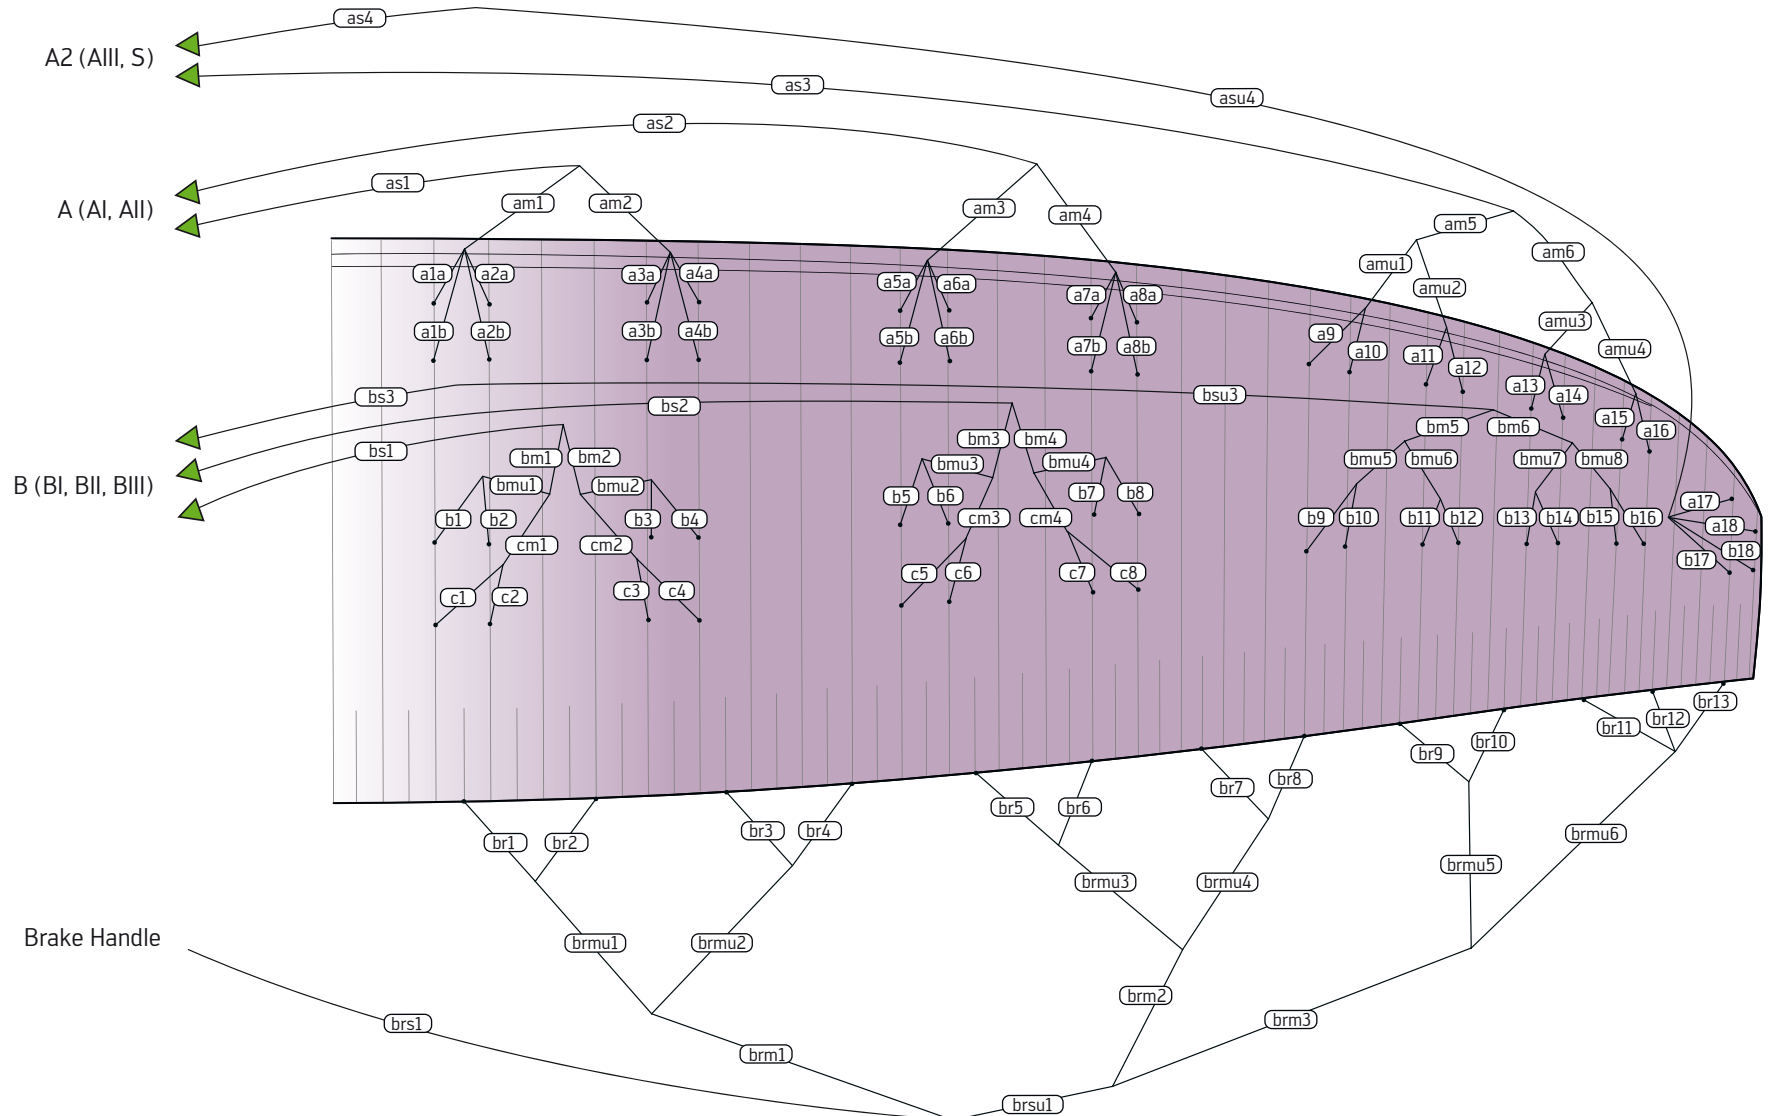 as4
A2 (AIII, S)
as3
asu4
as2
as1
A (AI, AII)
am1
am2
am3
am4
am5
am6
amu1
amu2
amu3
amu4
a1a
a2a
a3a
a4a
a5a
a6a
a7a
a8a
a1b
a2b
a3b
a4b
a5b
a6b
a7b
a8b
a9
a10
a11
a12
a13
a14
a15
a16
bs3
bs2
bsu3
bs1
B (BI, BII, BIII)
bm1
bm2
bm3
bm4
bm5
bm6
bmu1
bmu2
bmu3
bmu4
bmu5
bmu6
bmu7
bmu8
b1
b2
b3
b4
b5
b6
b7
b8
b9
b10
b11
b12
b13
b14
b15
b16
a17
a18
b18
b17
cm1
cm2
cm3
cm4
c1
c2
c3
c4
c5
c6
c7
c8
br1
br2
br3
br4
br5
br6
br7
br8
br9
br10
br11
br12
br13
brmu1
brmu2
brmu3
brmu4
brmu5
brmu6
Brake Handle
brs1
brm1
brm2
brm3
brsu1